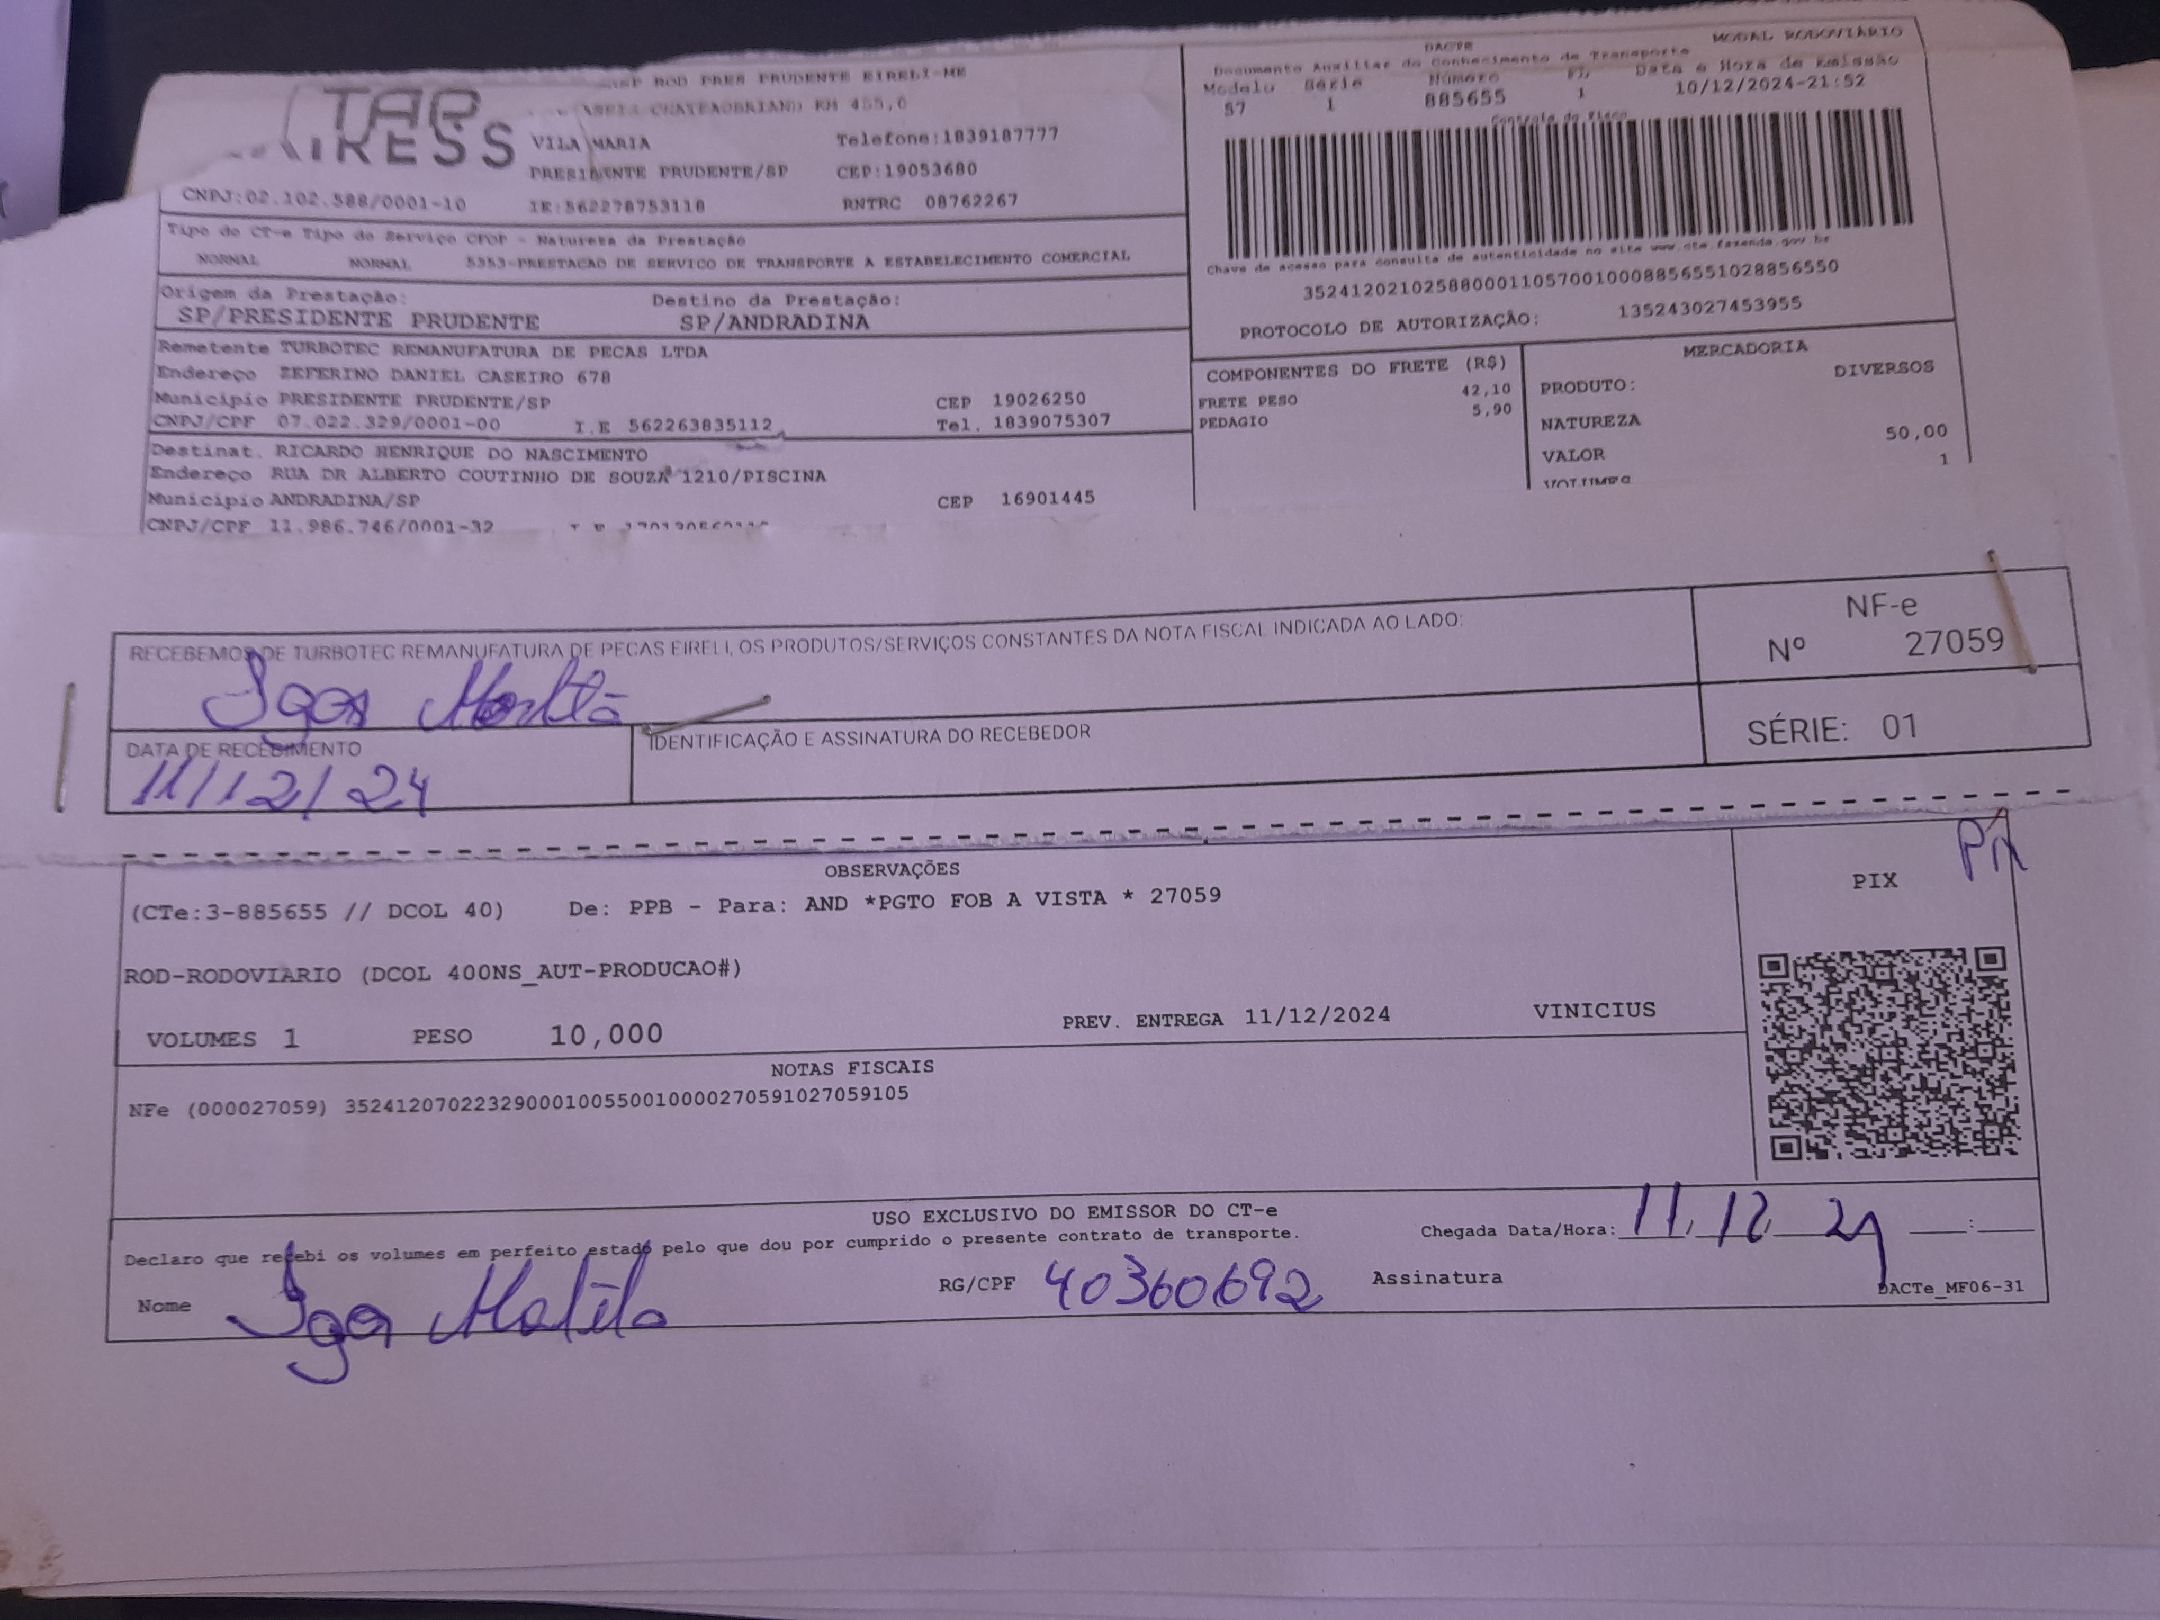 TAP
RESS
SP ROD PRES PRUDENTE EIRELI-ME
CHATEAUBRIAND KM 455,0
VILA MARIA Telefone:1839187777
PRESIDENTE PRUDENTE/SP CEP:19053680
CNPJ:02.102.588/0001-10 IE:562278753118 RNTRC 08762267
Tipo do CT-e Tipo do Serviço CFOP - Natureza da Prestação
NORMAL NORMAL 5353-PRESTACAO DE SERVICO DE TRANSPORTE A ESTABELECIMENTO COMERCIAL
Origem da Prestação: Destino da Prestação:
SP/PRESIDENTE PRUDENTE SP/ANDRADINA
Remetente TURBOTEC REMANUFATURA DE PECAS LTDA
Endereço ZEFERINO DANIEL CASEIRO 678
Município PRESIDENTE PRUDENTE/SP CEP 19026250
CNPJ/CPF 07.022.329/0001-00 I.E 562263835112 Tel. 1839075307
Destinat. RICARDO HENRIQUE DO NASCIMENTO
Endereço RUA DR ALBERTO COUTINHO DE SOUZA 1210/PISCINA
Município ANDRADINA/SP CEP 16901445
CNPJ/CPF 11.986.746/0001-32
DACTE MODAL RODOVIÁRIO
Documento Auxiliar do Conhecimento de Transporte
Modelo Série Número FL Data e Hora de Emissão
57 1 885655 1 10/12/2024-21:52
Controle do Fisco
Chave de acesso para consulta de autenticidade no site www.cte.fazenda.gov.br
35241202102588000110570010008856551028856550
PROTOCOLO DE AUTORIZAÇÃO: 135243027453955
COMPONENTES DO FRETE (R$)
FRETE PESO 42,10
PEDAGIO 5,90
MERCADORIA
PRODUTO: DIVERSOS
NATUREZA
VALOR 50,00
VOLUMES 1
RECEBEMOS DE TURBOTEC REMANUFATURA DE PECAS EIRELI, OS PRODUTOS/SERVIÇOS CONSTANTES DA NOTA FISCAL INDICADA AO LADO:
NF-e
Nº 27059
SÉRIE: 01
DATA DE RECEBIMENTO
11/12/24
IDENTIFICAÇÃO E ASSINATURA DO RECEBEDOR
OBSERVAÇÕES
(CTe:3-885655 // DCOL 40) De: PPB - Para: AND *PGTO FOB A VISTA * 27059
PIX
ROD-RODOVIARIO (DCOL 400NS_AUT-PRODUCAO#)
VOLUMES 1 PESO 10,000 PREV. ENTREGA 11/12/2024 VINICIUS
NOTAS FISCAIS
NFe (000027059) 35241207022329000100550010000270591027059105
USO EXCLUSIVO DO EMISSOR DO CT-e
Declaro que recebi os volumes em perfeito estado pelo que dou por cumprido o presente contrato de transporte.
Chegada Data/Hora: 11, 12, 24 __:__
Nome RG/CPF 40360692 Assinatura
DACTe_MF06-31